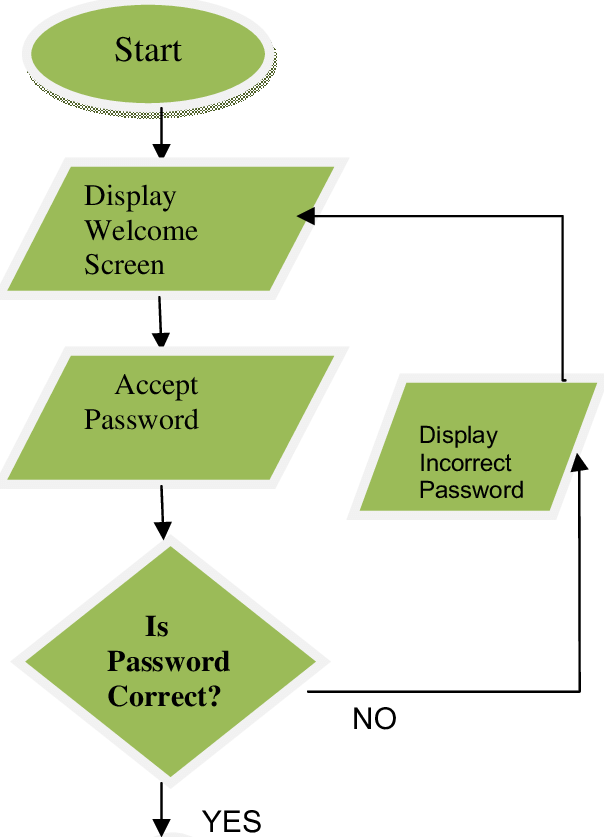 Start
Display
Welcome
Screen
Accept
Password
Display
Incorrect
Password
Is
Password
Correct?
NO
YES